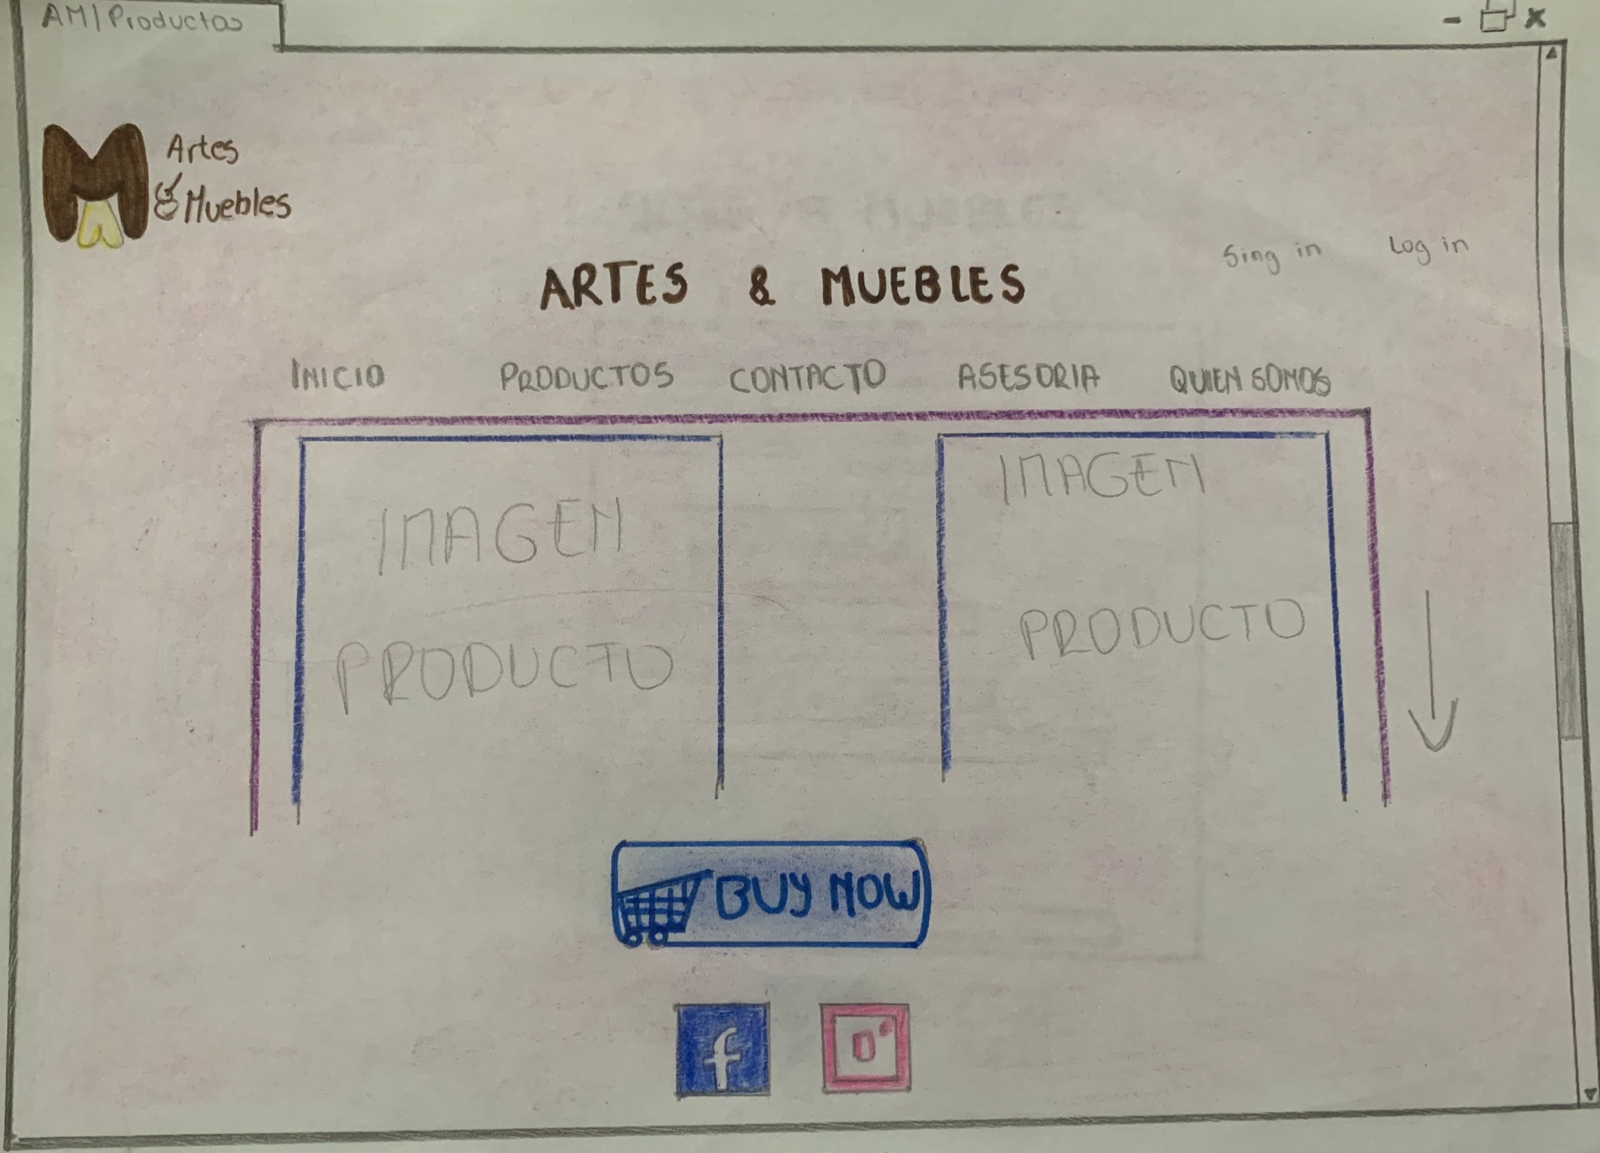 AM|Productos
Artes
& Muebles
Sing in
Log in
ARTES & MUEBLES
INICIO
PRODUCTOS
CONTACTO
ASESORIA
QUIEN SOMOS
IMAGEN
PRODUCTO
IMAGEN
PRODUCTO
BUY NOW